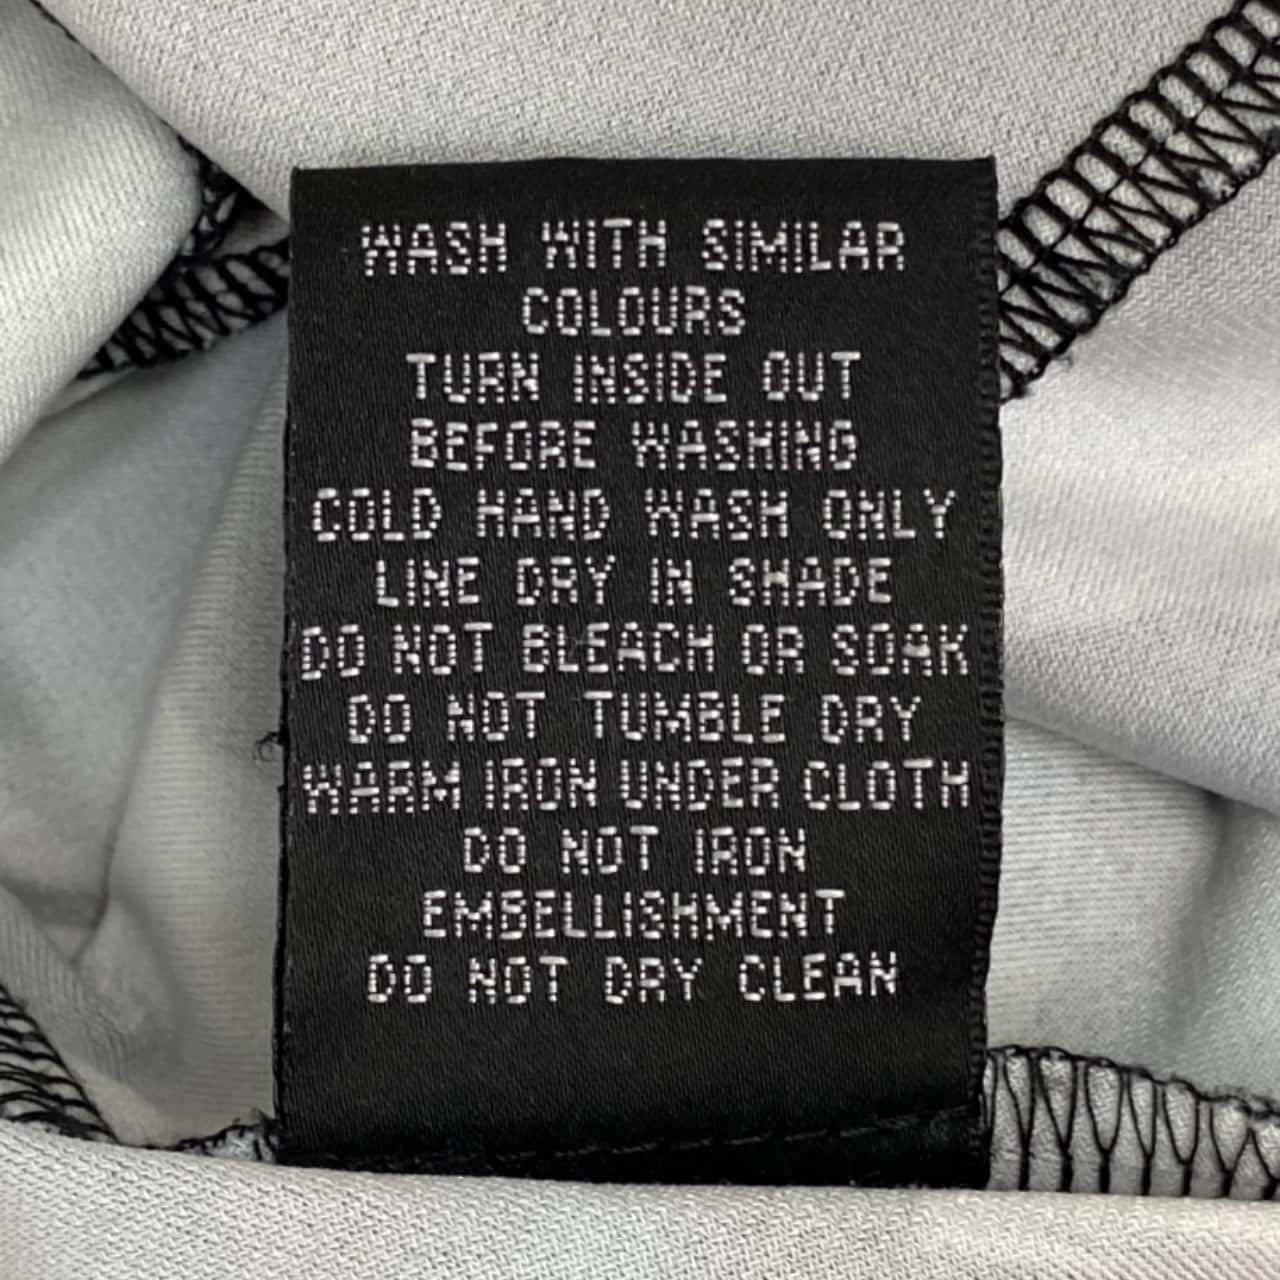 WASH WITH SIMILAR
COLOURS
TURN INSIDE OUT
BEFORE WASHING
COLD HAND WASH ONLY
LINE DRY IN SHADE
DO NOT BLEACH OR SOAK
DO NOT TUMBLE DRY
WARM IRON UNDER CLOTH
DO NOT IRON
EMBELLISHMENT
DO NOT DRY CLEAN